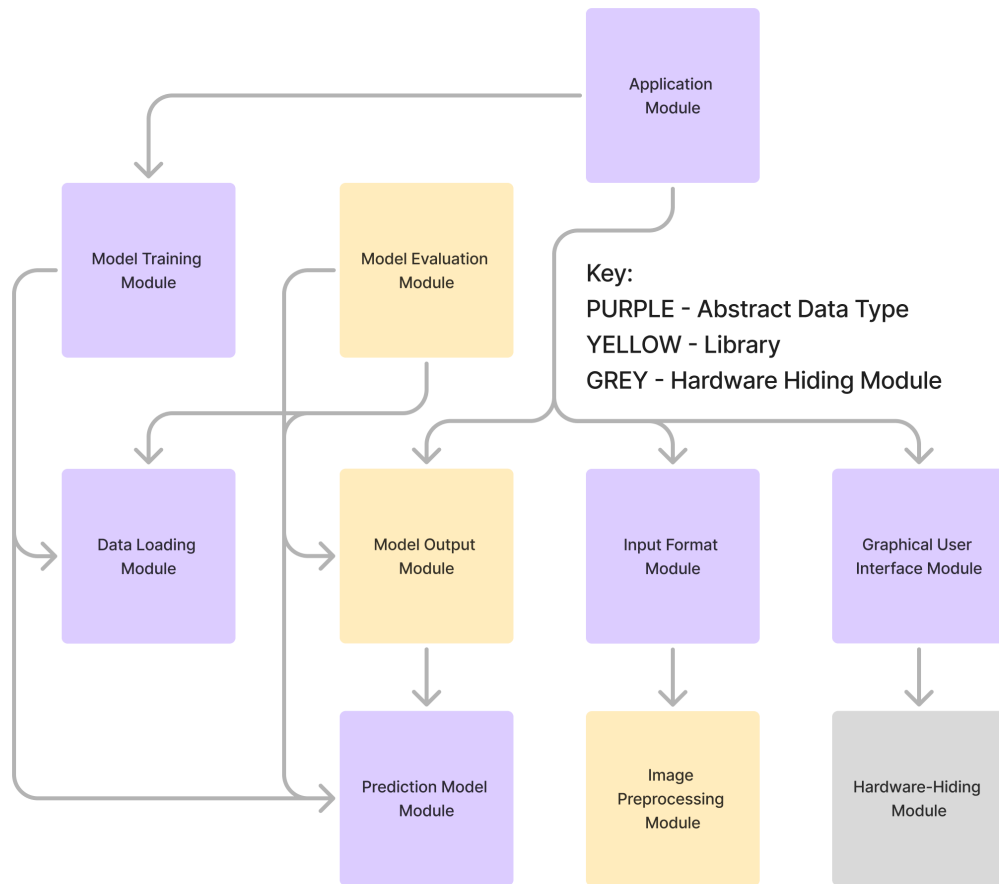 Application
Module
Model Training
Module
Model Evaluation
Module
Key:
PURPLE - Abstract Data Type
YELLOW - Library
GREY - Hardware Hiding Module
Data Loading
Module
Model Output
Module
Input Format
Module
Graphical User
Interface Module
Prediction Model
Module
Image
Preprocessing
Module
Hardware-Hiding
Module